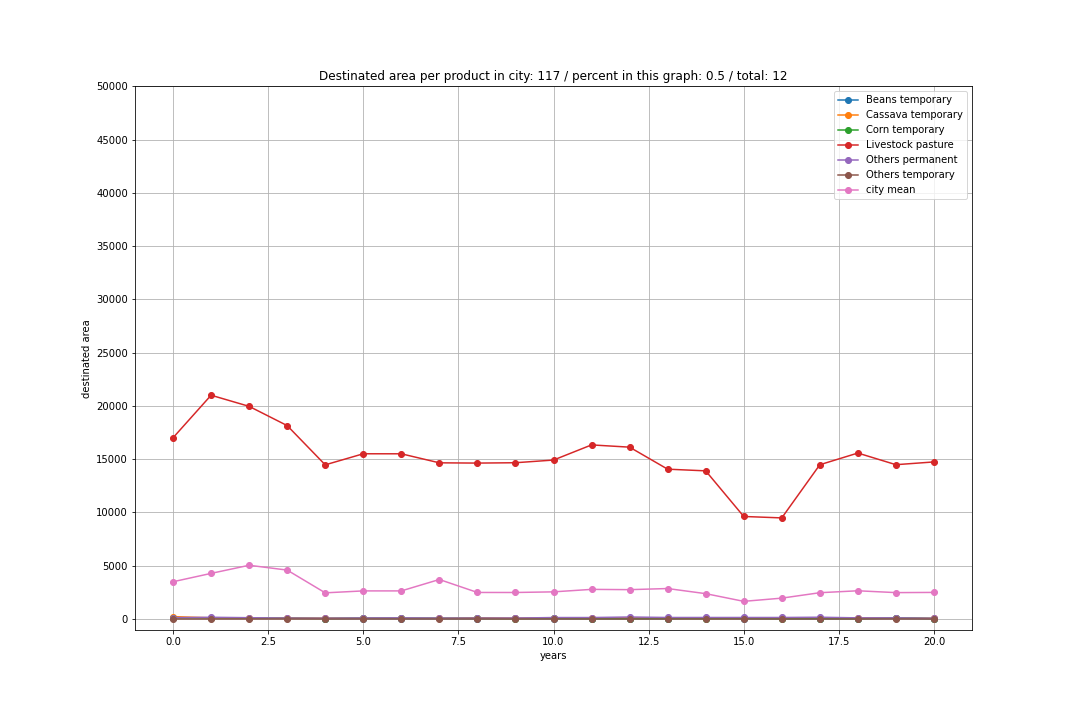 Destinated area per product in city: 117 / percent in this graph: 0.5 / total: 12
50000
45000
40000
35000
30000
25000
20000
15000
10000
5000
0
destinated area
Beans temporary
Cassava temporary
Corn temporary
Livestock pasture
Others permanent
Others temporary
city mean
0.0 2.5 5.0 7.5 10.0 12.5 15.0 17.5 20.0
years